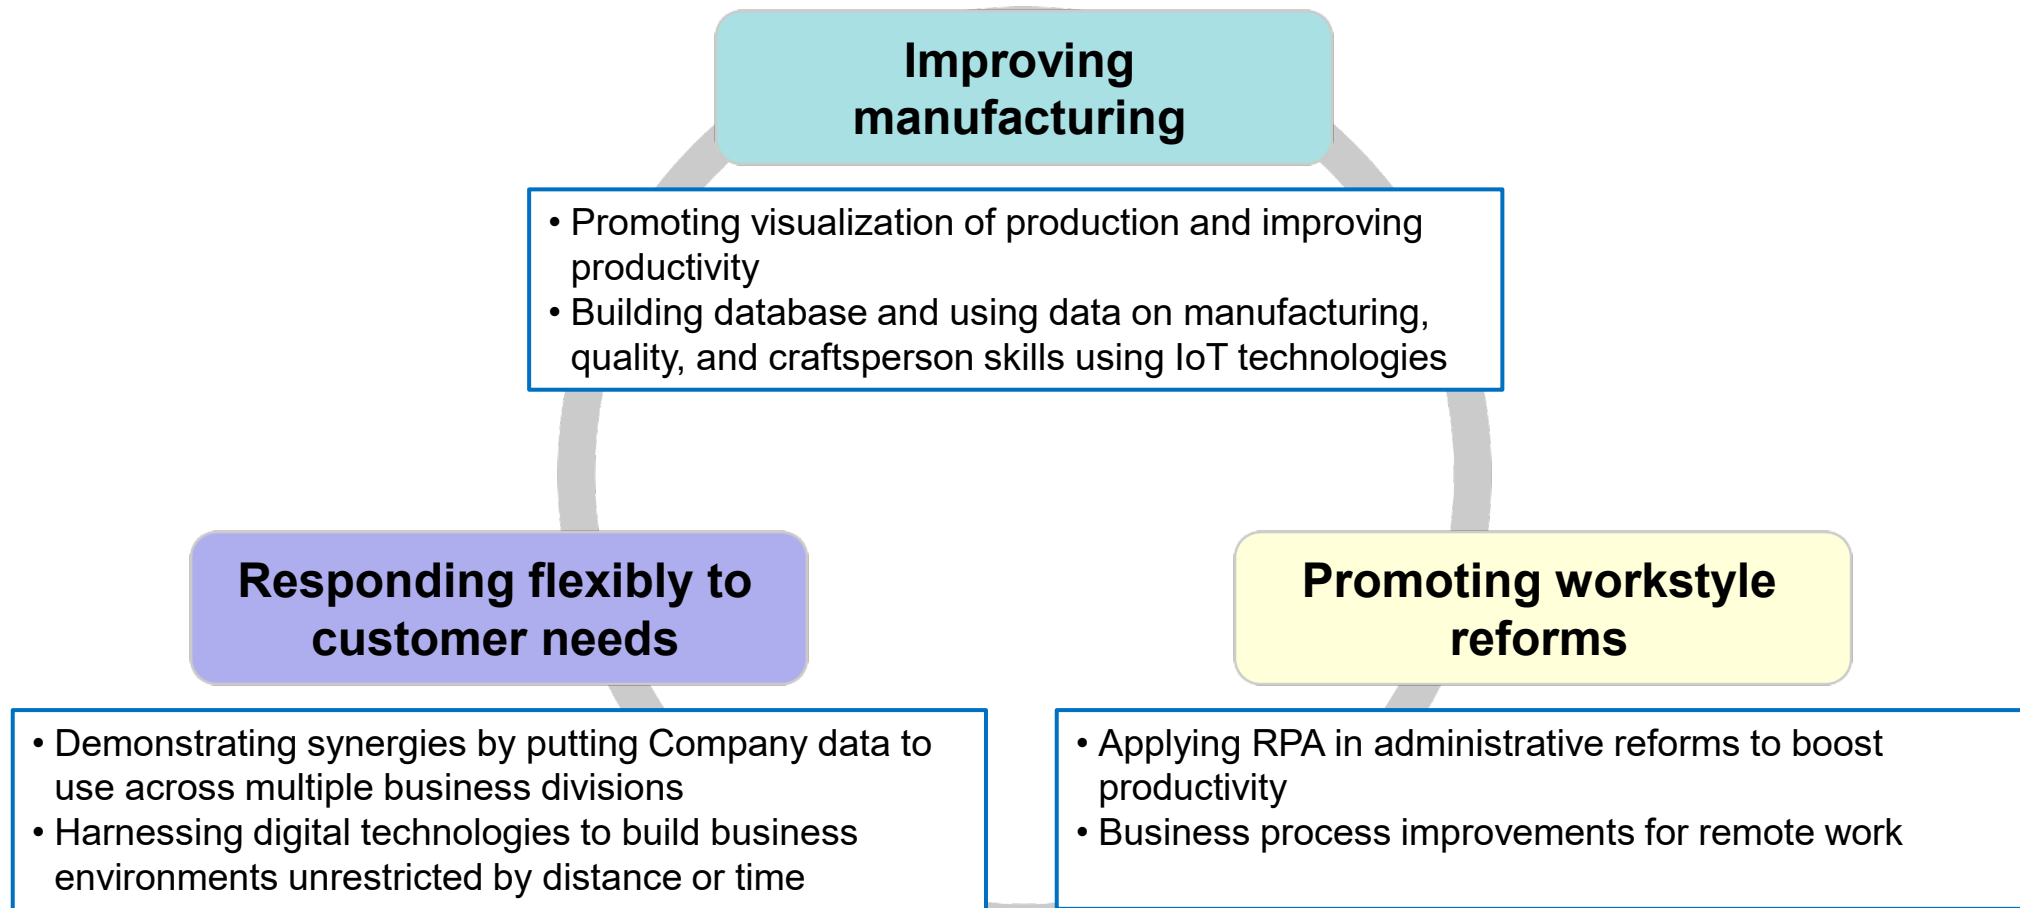 Improving
manufacturing
• Promoting visualization of production and improving
productivity
• Building database and using data on manufacturing,
quality, and craftsperson skills using IoT technologies
Responding flexibly to
customer needs
• Demonstrating synergies by putting Company data to
use across multiple business divisions
• Harnessing digital technologies to build business
environments unrestricted by distance or time
Promoting workstyle
reforms
• Applying RPA in administrative reforms to boost
productivity
• Business process improvements for remote work